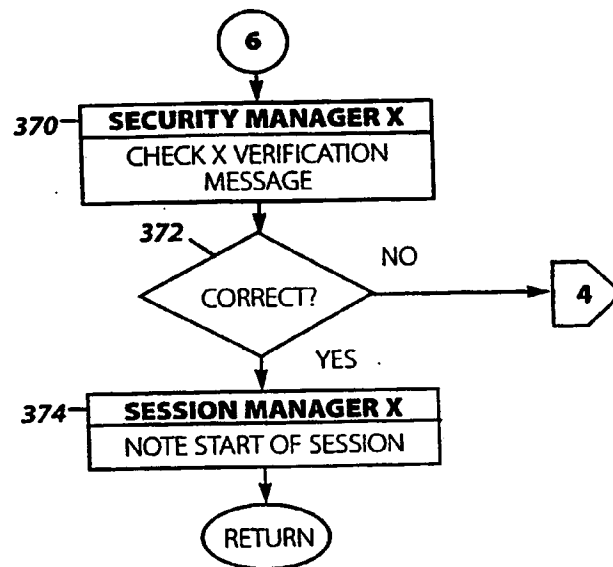 6
370
SECURITY MANAGER X
CHECK X VERIFICATION
MESSAGE
372
CORRECT?
NO
4
YES
374
SESSION MANAGER X
NOTE START OF SESSION
RETURN